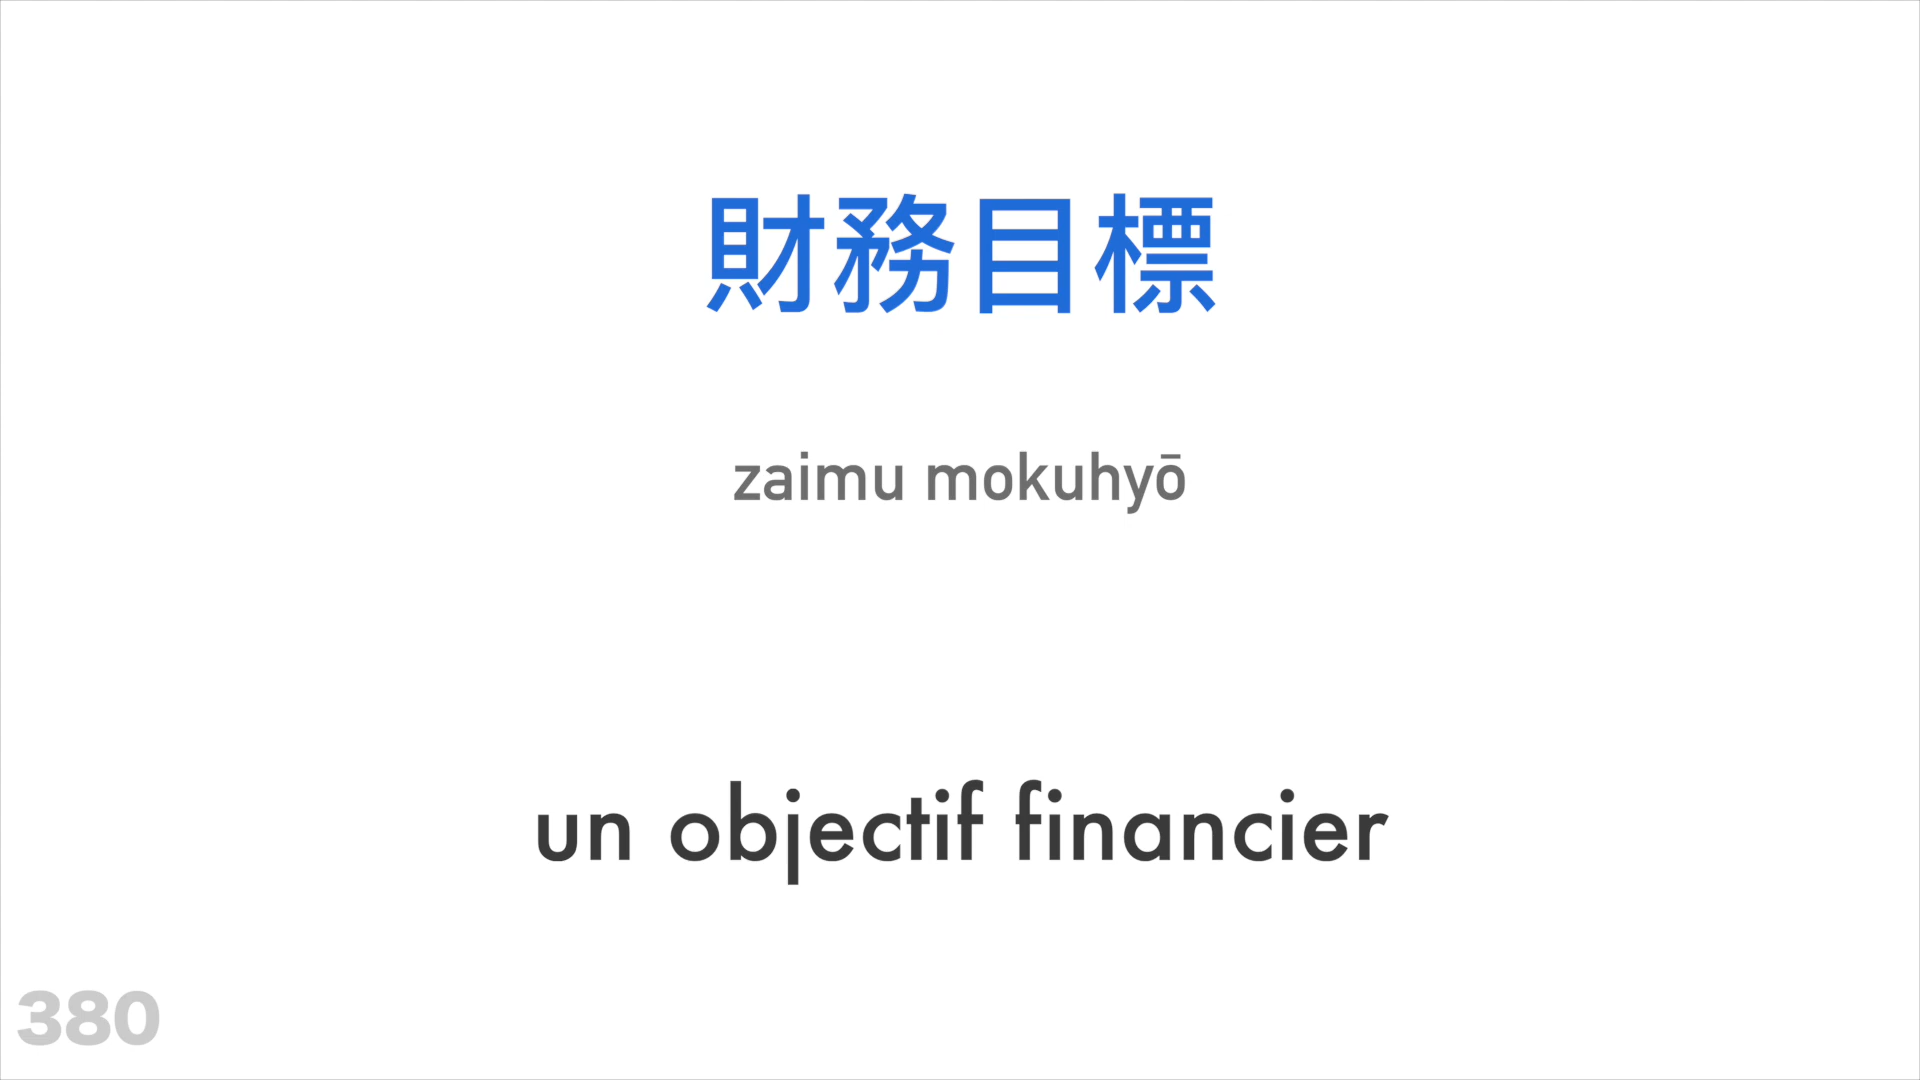 財務目標
zaimu mokuhyō
un objectif financier
380